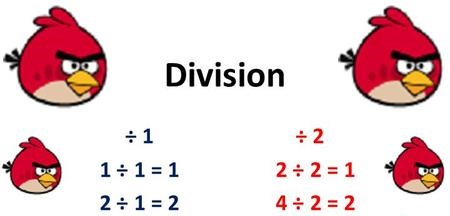 Division
÷ 1
1 ÷ 1 = 1
2 ÷ 1 = 2
÷ 2
2 ÷ 2 = 1
4 ÷ 2 = 2